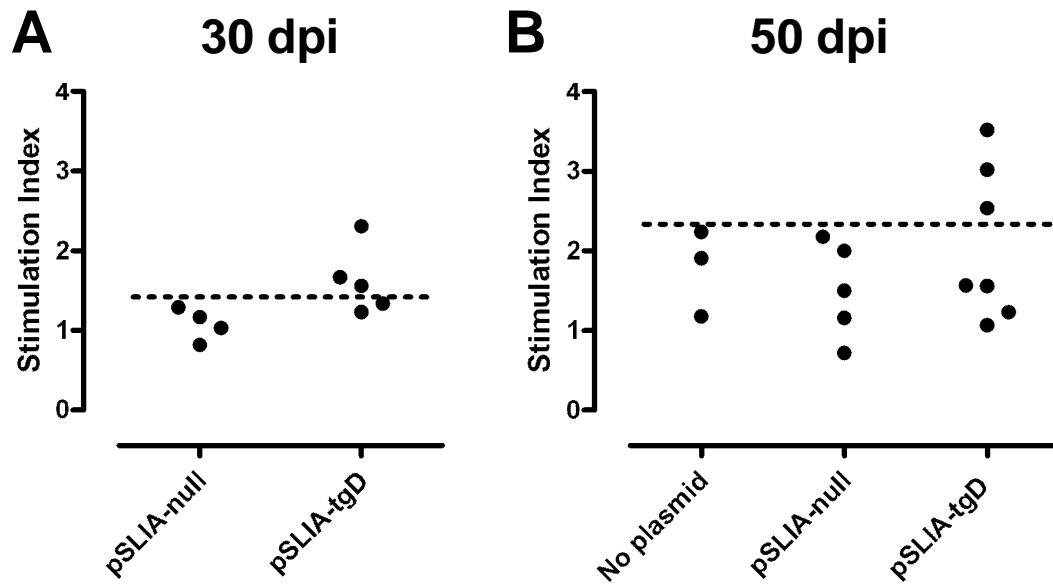 A
30 dpi
Stimulation Index
4
3
2
1
0
pSLIA-null
pSLIA-tgD
B
50 dpi
Stimulation Index
4
3
2
1
0
No plasmid
pSLIA-null
pSLIA-tgD